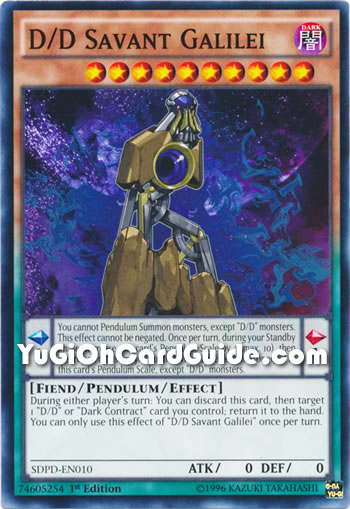 D/D SAVANT GALILEI
DARK
闇
You cannot Pendulum Summon monsters, except "D/D" monsters.
This effect cannot be negated. Once per turn, during your Standby
YuGiOhCardGuide.com
this card's Pendulum Scale, except "D/D" monsters.
[FIEND/PENDULUM/EFFECT]
During either player's turn: You can discard this card, then target
1 "D/D" or "Dark Contract" card you control; return it to the hand.
You can only use this effect of "D/D Savant Galilei" once per turn.
SDPD-EN010 ATK/ 0 DEF/ 0
74605254 1st Edition ©1996 KAZUKI TAKAHASHI